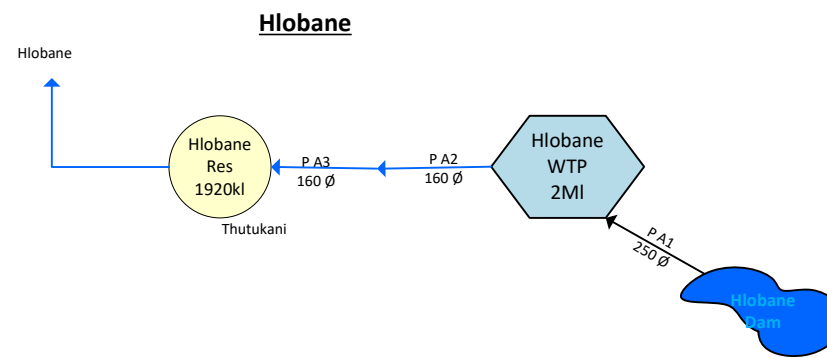 Hlobane
Hlobane
Hlobane
Res
1920kl
Thutukani
P A3
160 Ø
P A2
160 Ø
Hlobane
WTP
2Ml
P A1
250 Ø
Hlobane
Dam